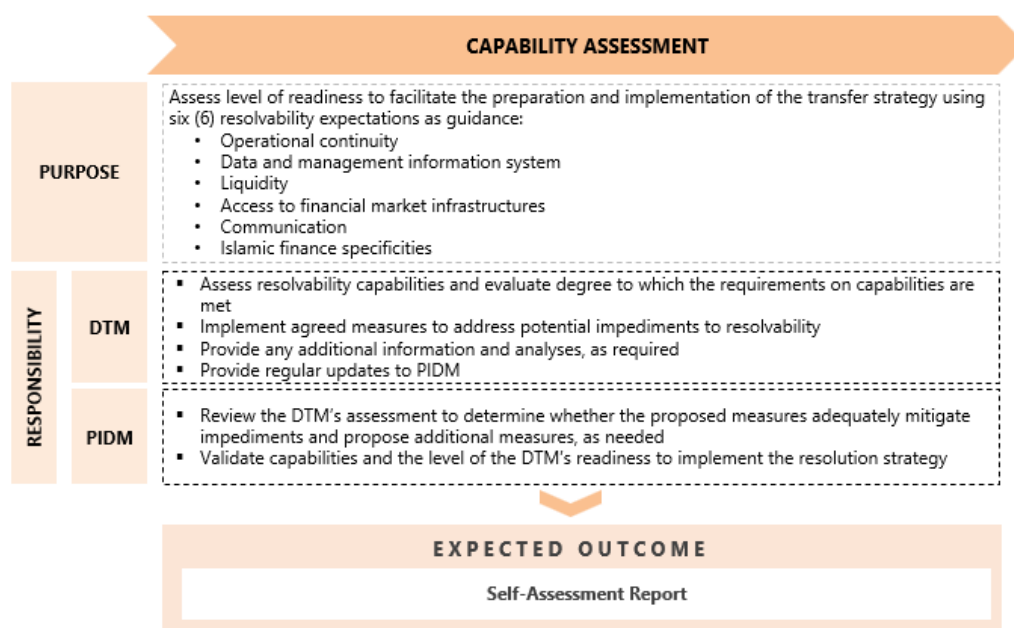 CAPABILITY ASSESSMENT
PURPOSE
Assess level of readiness to facilitate the preparation and implementation of the transfer strategy using
six (6) resolvability expectations as guidance:
• Operational continuity
• Data and management information system
• Liquidity
• Access to financial market infrastructures
• Communication
• Islamic finance specificities
RESPONSIBILITY
DTM
▪ Assess resolvability capabilities and evaluate degree to which the requirements on capabilities are
met
▪ Implement agreed measures to address potential impediments to resolvability
▪ Provide any additional information and analyses, as required
▪ Provide regular updates to PIDM
PIDM
▪ Review the DTM's assessment to determine whether the proposed measures adequately mitigate
impediments and propose additional measures, as needed
▪ Validate capabilities and the level of the DTM's readiness to implement the resolution strategy
EXPECTED OUTCOME
Self-Assessment Report